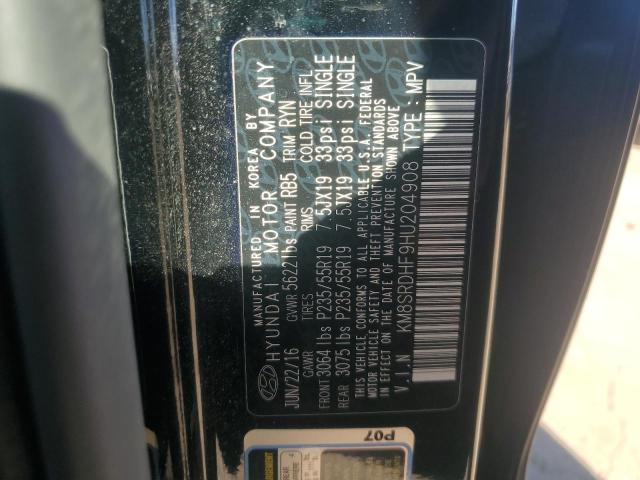 MANUFACTURED IN KOREA BY
HYUNDAI MOTOR COMPANY
JUN/22/16 GVWR 5622 lbs PAINT RB5 TRIM RYN
GAWR TIRES RIMS COLD TIRE INFL
FRONT 3064 lbs P235/55R19 7.5JX19 33psi SINGLE
REAR 3075 lbs P235/55R19 7.5JX19 33psi SINGLE
THIS VEHICLE CONFORMS TO ALL APPLICABLE U.S.A. FEDERAL
MOTOR VEHICLE SAFETY AND THEFT PREVENTION STANDARDS
IN EFFECT ON THE DATE OF MANUFACTURE SHOWN ABOVE
V.I.N KM8SRDHF9HU204908 TYPE : MPV
P07
REAR